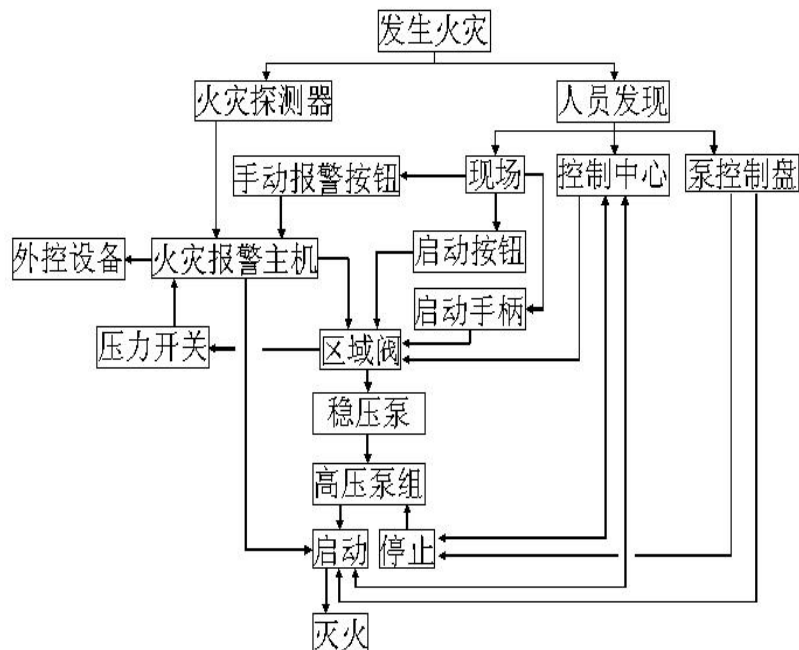 发生火灾
火灾探测器
人员发现
手动报警按钮
现场
控制中心
泵控制盘
外控设备
火灾报警主机
启动按钮
启动手柄
压力开关
区域阀
稳压泵
高压泵组
启动
停止
灭火